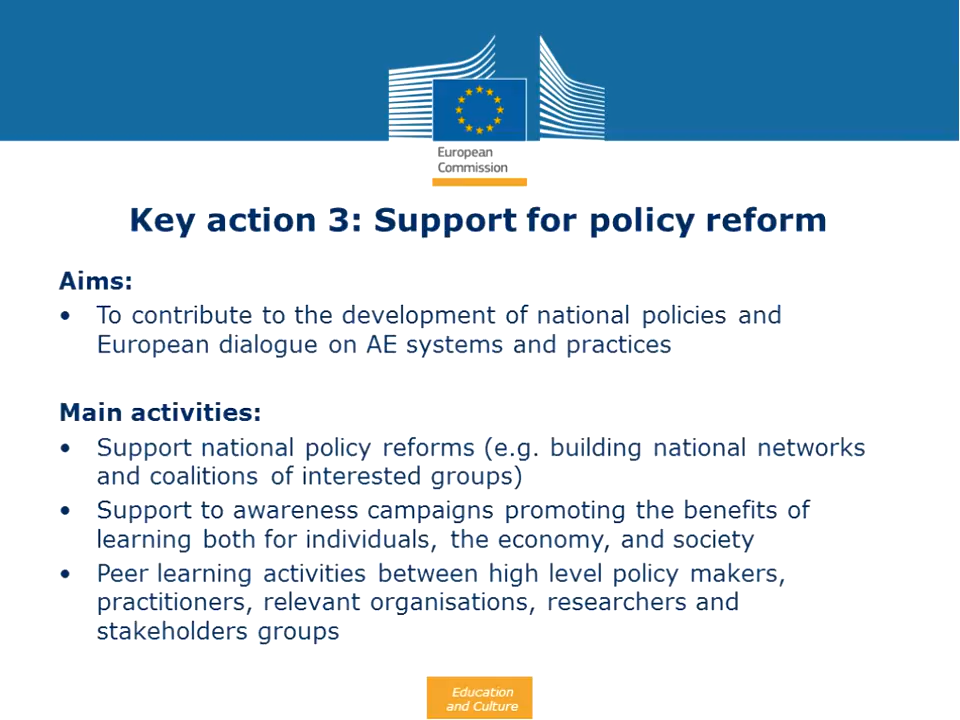 European
Commission
Key action 3: Support for policy reform
Aims:
• To contribute to the development of national policies and
European dialogue on AE systems and practices
Main activities:
• Support national policy reforms (e.g. building national networks
and coalitions of interested groups)
• Support to awareness campaigns promoting the benefits of
learning both for individuals, the economy, and society
• Peer learning activities between high level policy makers,
practitioners, relevant organisations, researchers and
stakeholders groups
Education
and Culture